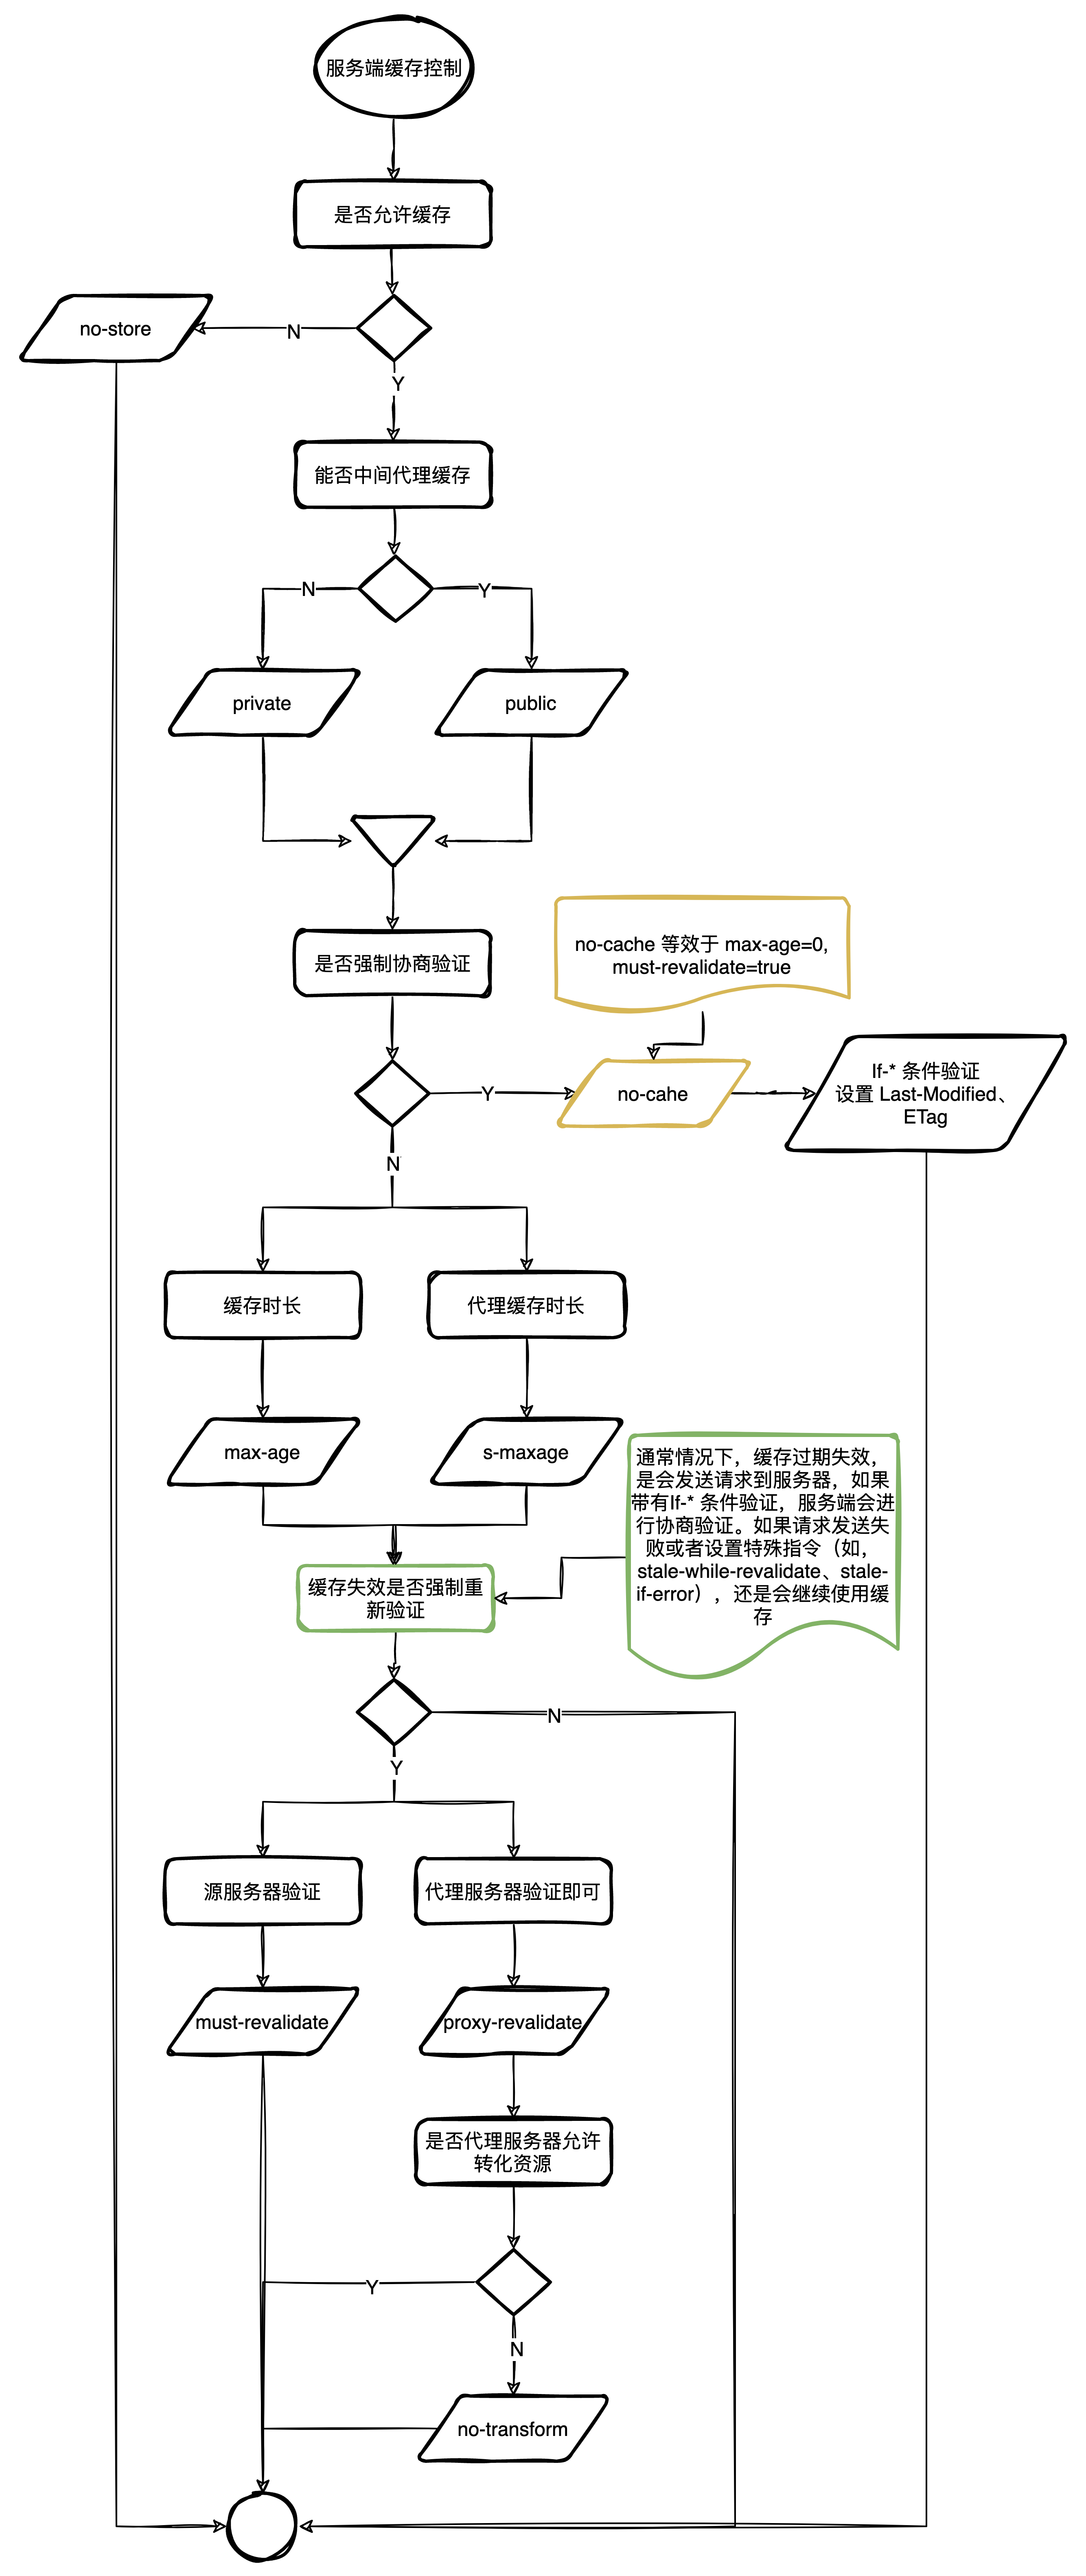 服务端缓存控制
是否允许缓存
no-store
N
Y
能否中间代理缓存
N
Y
private
public
no-cache 等效于 max-age=0,
must-revalidate=true
是否强制协商验证
Y
no-cahe
If-* 条件验证
设置 Last-Modified、
ETag
N
缓存时长
代理缓存时长
max-age
s-maxage
通常情况下，缓存过期失效，
是会发送请求到服务器，如果
带有If-* 条件验证，服务端会进
行协商验证。如果请求发送失
败或者设置特殊指令（如，
stale-while-revalidate、stale-
if-error），还是会继续使用缓
存
缓存失效是否强制重
新验证
N
Y
源服务器验证
代理服务器验证即可
must-revalidate
proxy-revalidate
是否代理服务器允许
转化资源
Y
N
no-transform